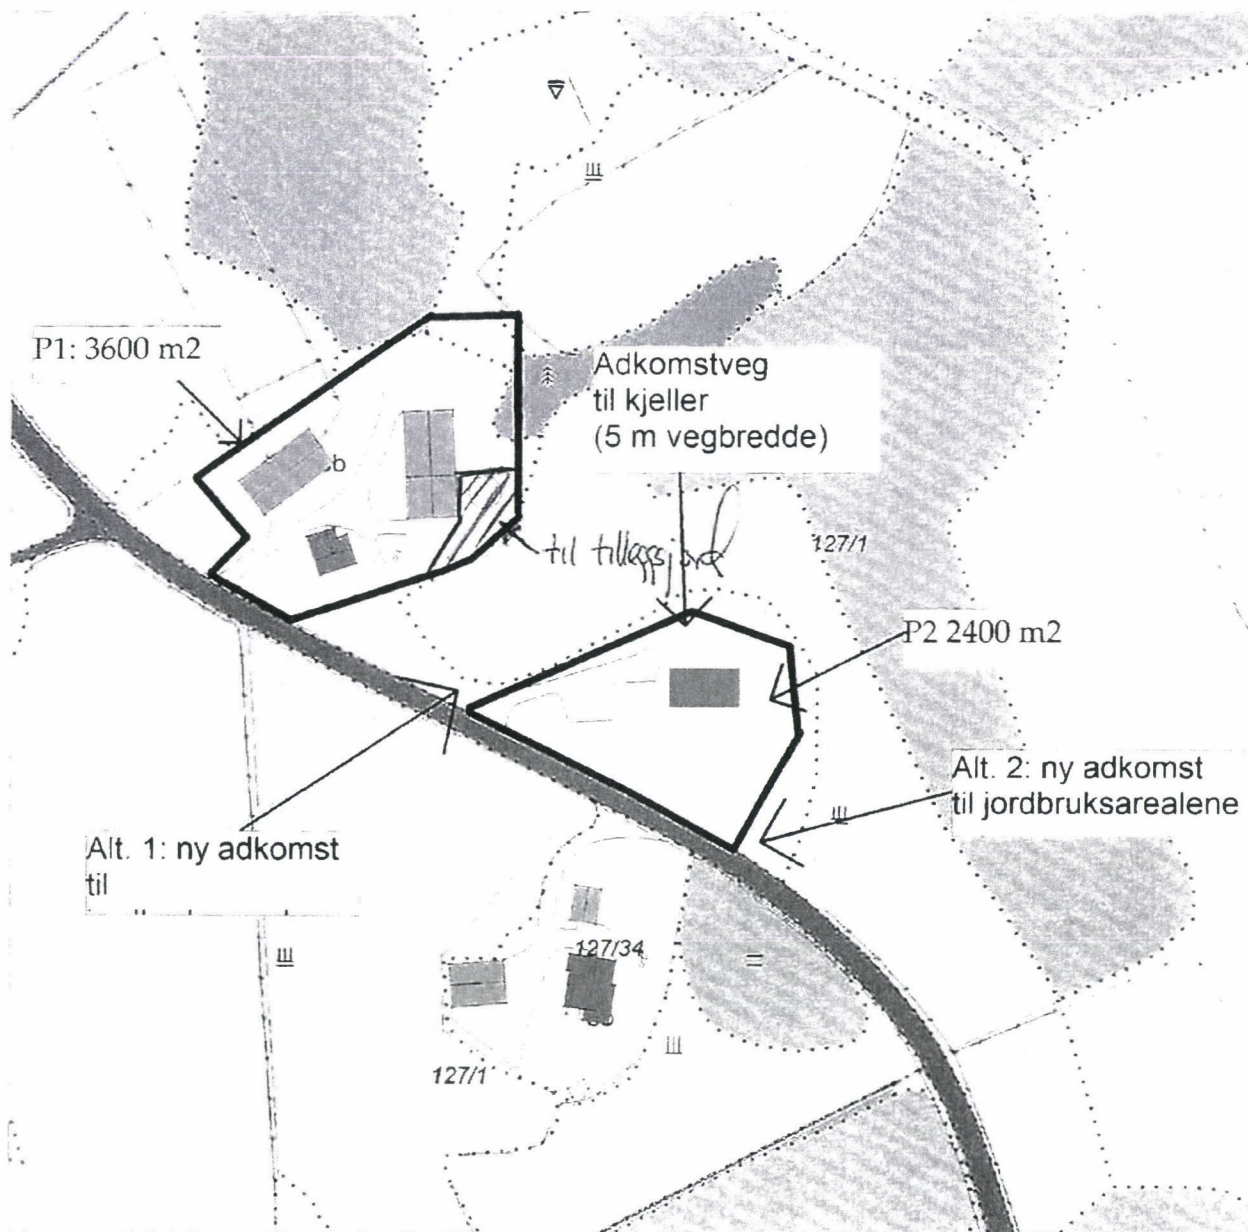 P1: 3600 m2
Adkomstveg
til kjeller
(5 m vegbredde)
til tilleggsjord
127/1
P2 2400 m2
Alt. 2: ny adkomst
til jordbruksarealene
Alt. 1: ny adkomst
til
127/34
127/1